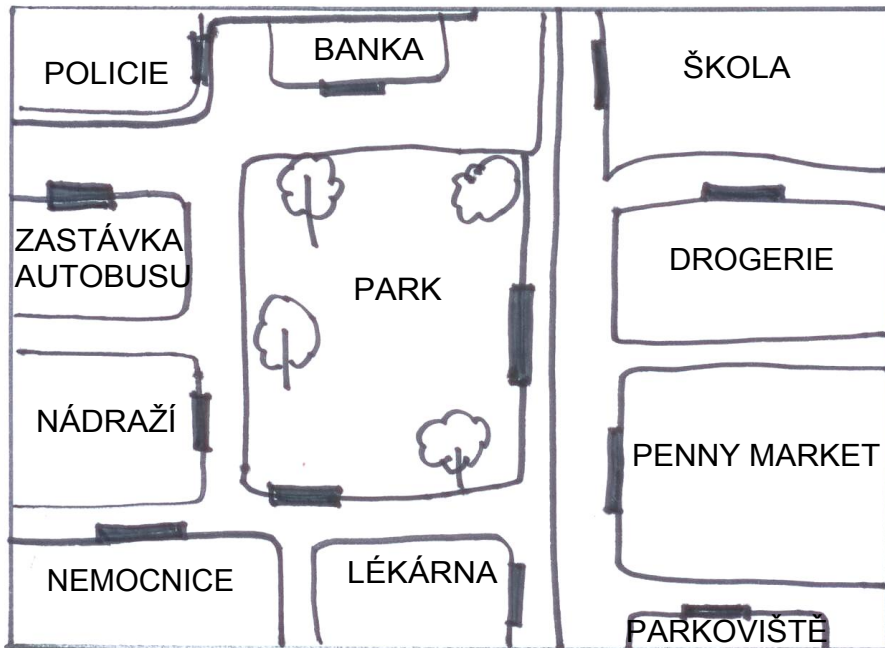 POLICIE
BANKA
ŠKOLA
ZASTÁVKA
AUTOBUSU
PARK
DROGERIE
NÁDRAŽÍ
PENNY MARKET
NEMOCNICE
LÉKÁRNA
PARKOVIŠTĚ